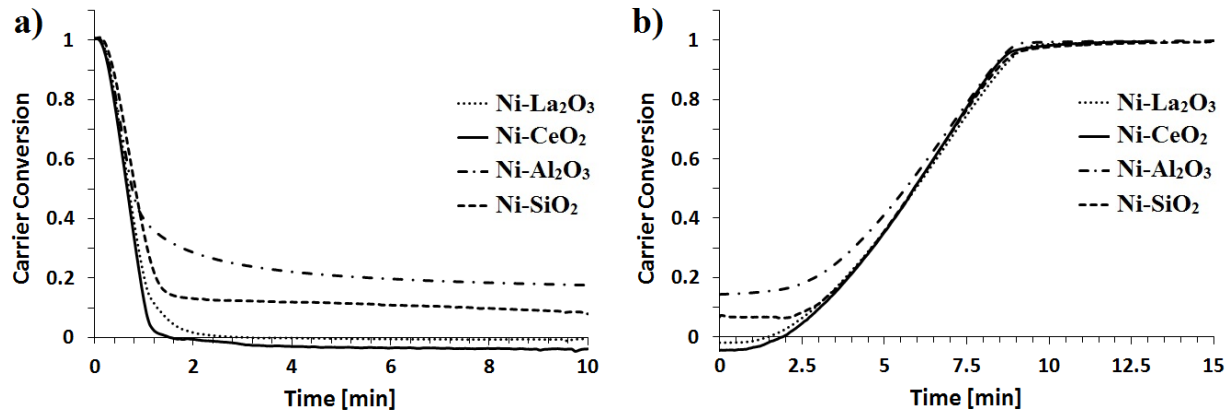 a)
1
0.8
0.6
0.4
0.2
0
Carrier Conversion
Ni-La₂O₃
Ni-CeO₂
Ni-Al₂O₃
Ni-SiO₂
0 2 4 6 8 10
Time [min]
b)
1
0.8
0.6
0.4
0.2
0
Carrier Conversion
Ni-La₂O₃
Ni-CeO₂
Ni-Al₂O₃
Ni-SiO₂
0 2.5 5 7.5 10 12.5 15
Time [min]